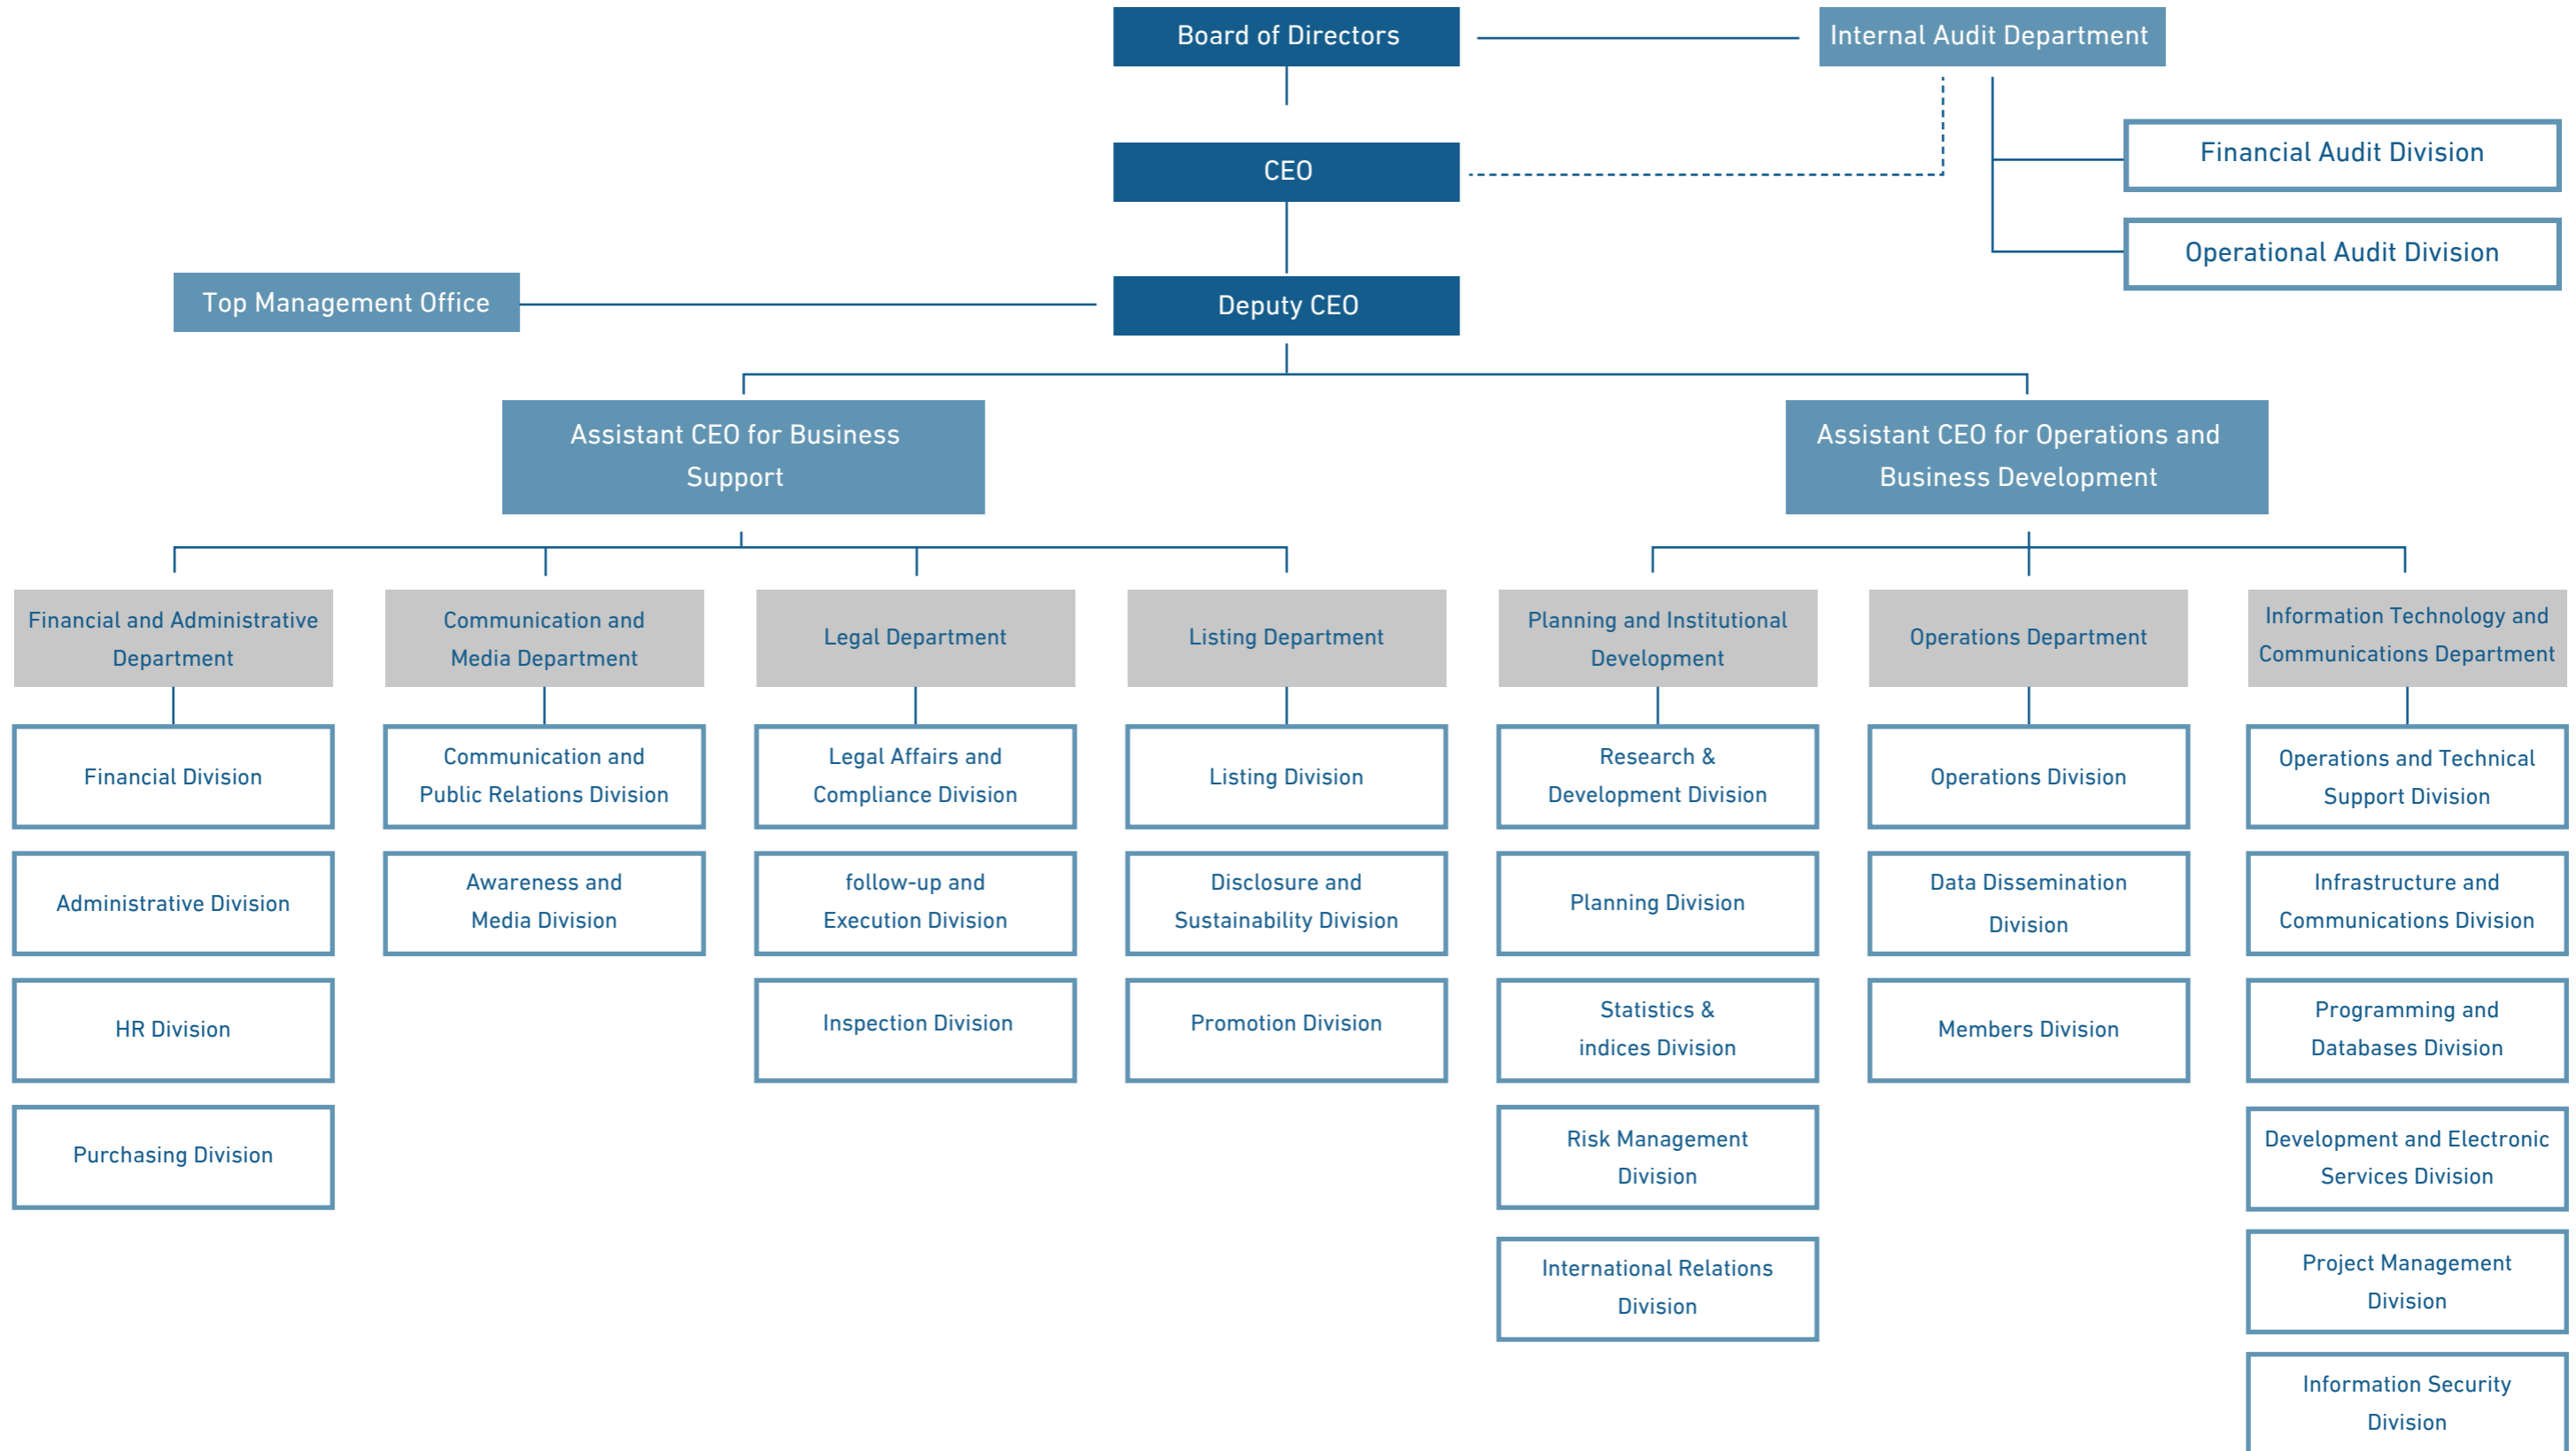 Board of Directors
Internal Audit Department
Financial Audit Division
CEO
Operational Audit Division
Top Management Office
Deputy CEO
Assistant CEO for Business
Support
Assistant CEO for Operations and
Business Development
Financial and Administrative
Department
Communication and
Media Department
Legal Department
Listing Department
Planning and Institutional
Development
Operations Department
Information Technology and
Communications Department
Financial Division
Communication and
Public Relations Division
Legal Affairs and
Compliance Division
Listing Division
Research &
Development Division
Operations Division
Operations and Technical
Support Division
Administrative Division
Awareness and
Media Division
follow-up and
Execution Division
Disclosure and
Sustainability Division
Planning Division
Data Dissemination
Division
Infrastructure and
Communications Division
HR Division
Inspection Division
Promotion Division
Statistics &
indices Division
Members Division
Programming and
Databases Division
Purchasing Division
Risk Management
Division
Development and Electronic
Services Division
International Relations
Division
Project Management
Division
Information Security
Division